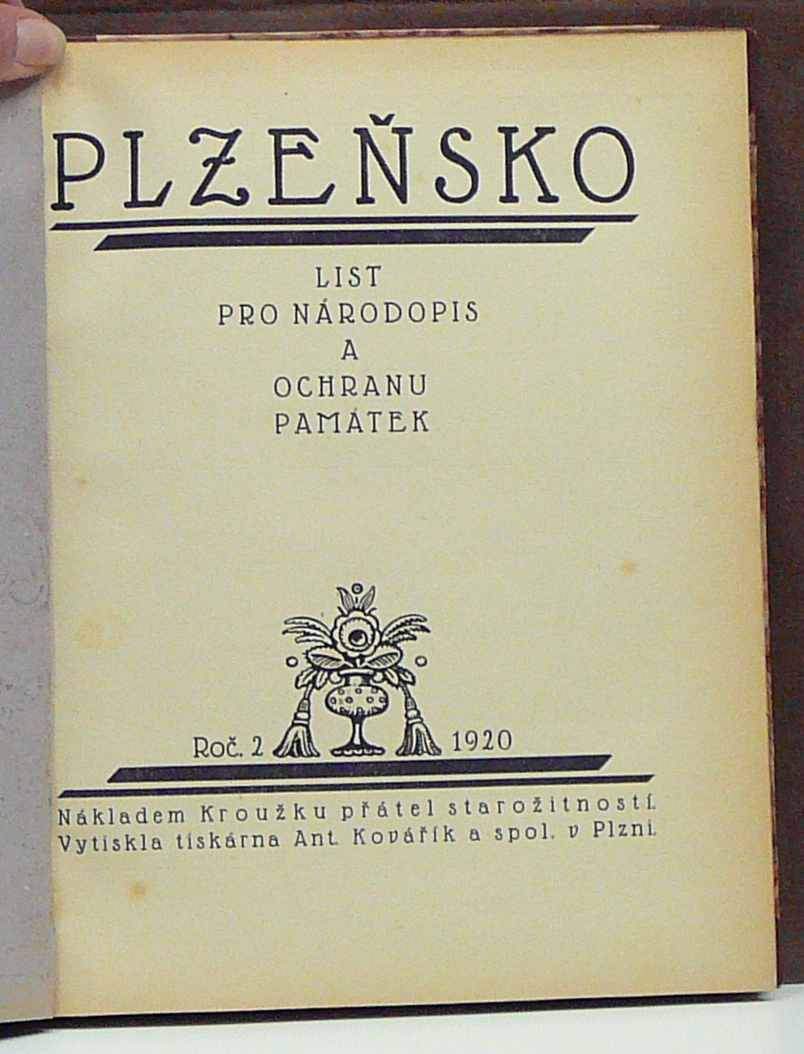 PLZEŇSKO
LIST
PRO NÁRODOPIS
A
OCHRANU
PAMÁTEK
Roč. 2 1920
Nákladem Kroužku přátel starožitností.
Vytiskla tiskárna Ant. Kovářík a spol. v Plzni.